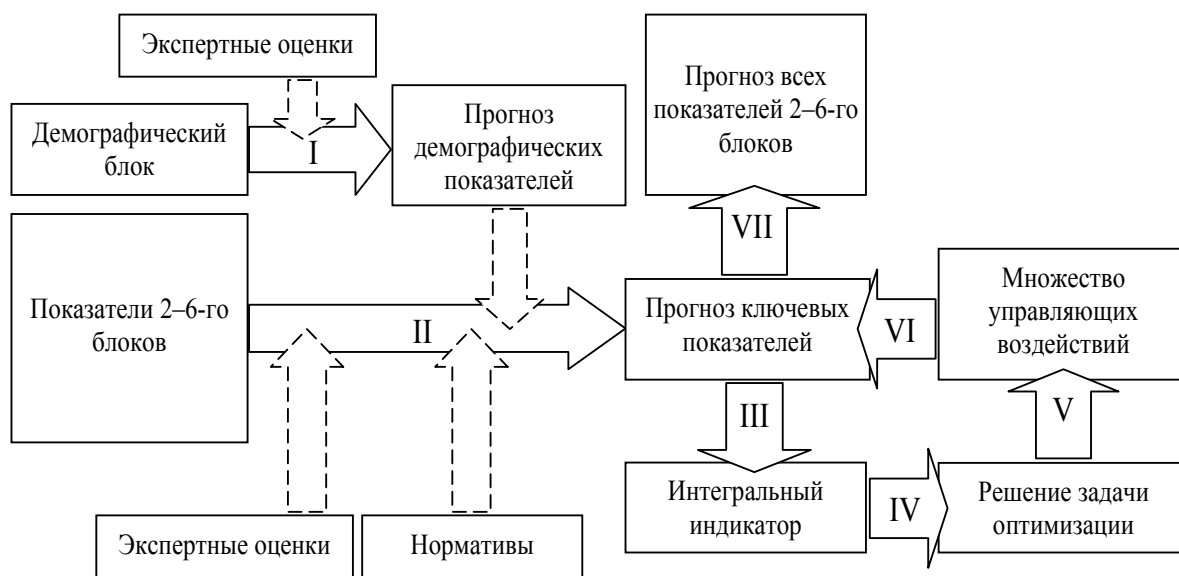 Экспертные оценки
Демографический
блок
I
Прогноз
демографических
показателей
Прогноз всех
показателей 2–6-го
блоков
VII
Показатели 2–6-го
блоков
II
Прогноз ключевых
показателей
VI
Множество
управляющих
воздействий
III
V
Интегральный
индикатор
IV
Решение задачи
оптимизации
Экспертные оценки
Нормативы